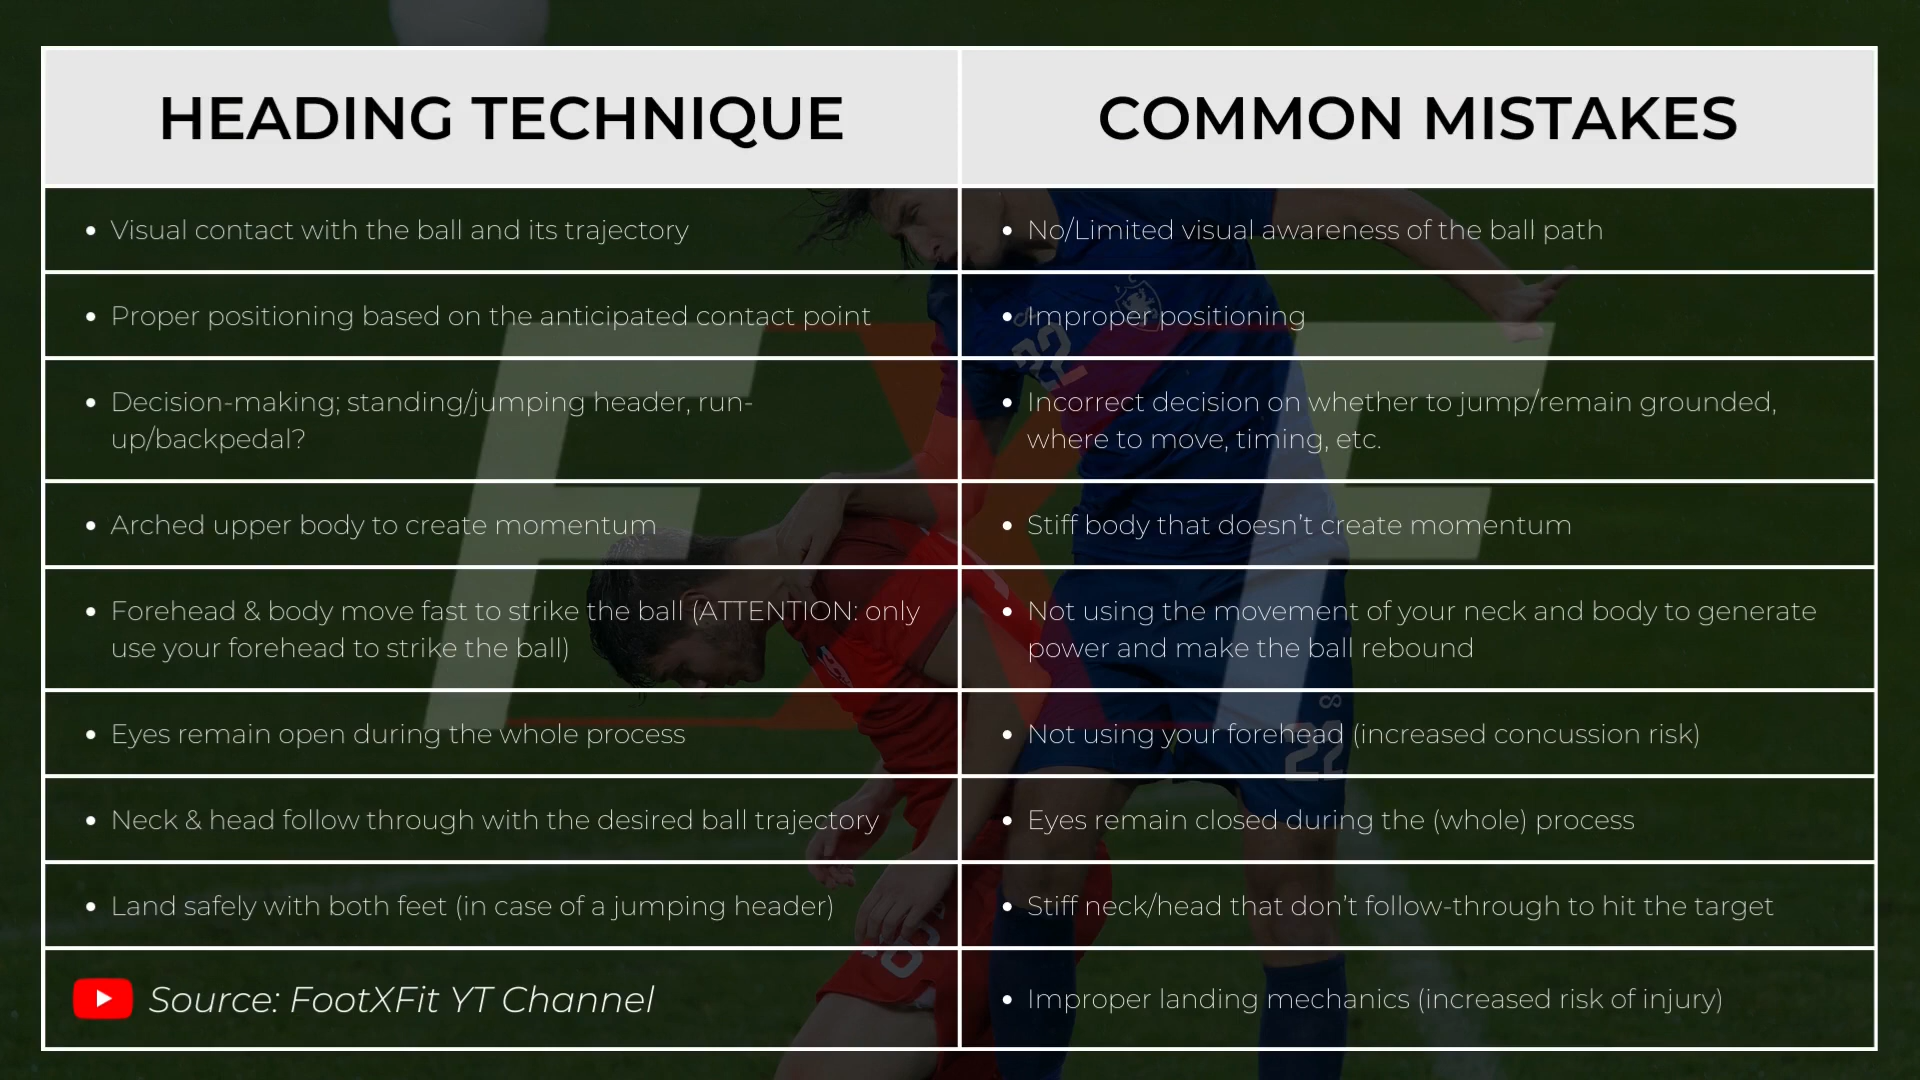 HEADING TECHNIQUE
COMMON MISTAKES
• Visual contact with the ball and its trajectory
• No/Limited visual awareness of the ball path
• Proper positioning based on the anticipated contact point
• Improper positioning
• Decision-making; standing/jumping header, run-
up/backpedal?
• Incorrect decision on whether to jump/remain grounded,
where to move, timing, etc.
• Arched upper body to create momentum
• Stiff body that doesn’t create momentum
• Forehead & body move fast to strike the ball (ATTENTION: only
use your forehead to strike the ball)
• Not using the movement of your neck and body to generate
power and make the ball rebound
• Eyes remain open during the whole process
• Not using your forehead (increased concussion risk)
• Neck & head follow through with the desired ball trajectory
• Eyes remain closed during the (whole) process
• Land safely with both feet (in case of a jumping header)
• Stiff neck/head that don’t follow-through to hit the target
Source: FootXFit YT Channel
• Improper landing mechanics (increased risk of injury)
FXF
22
22
8